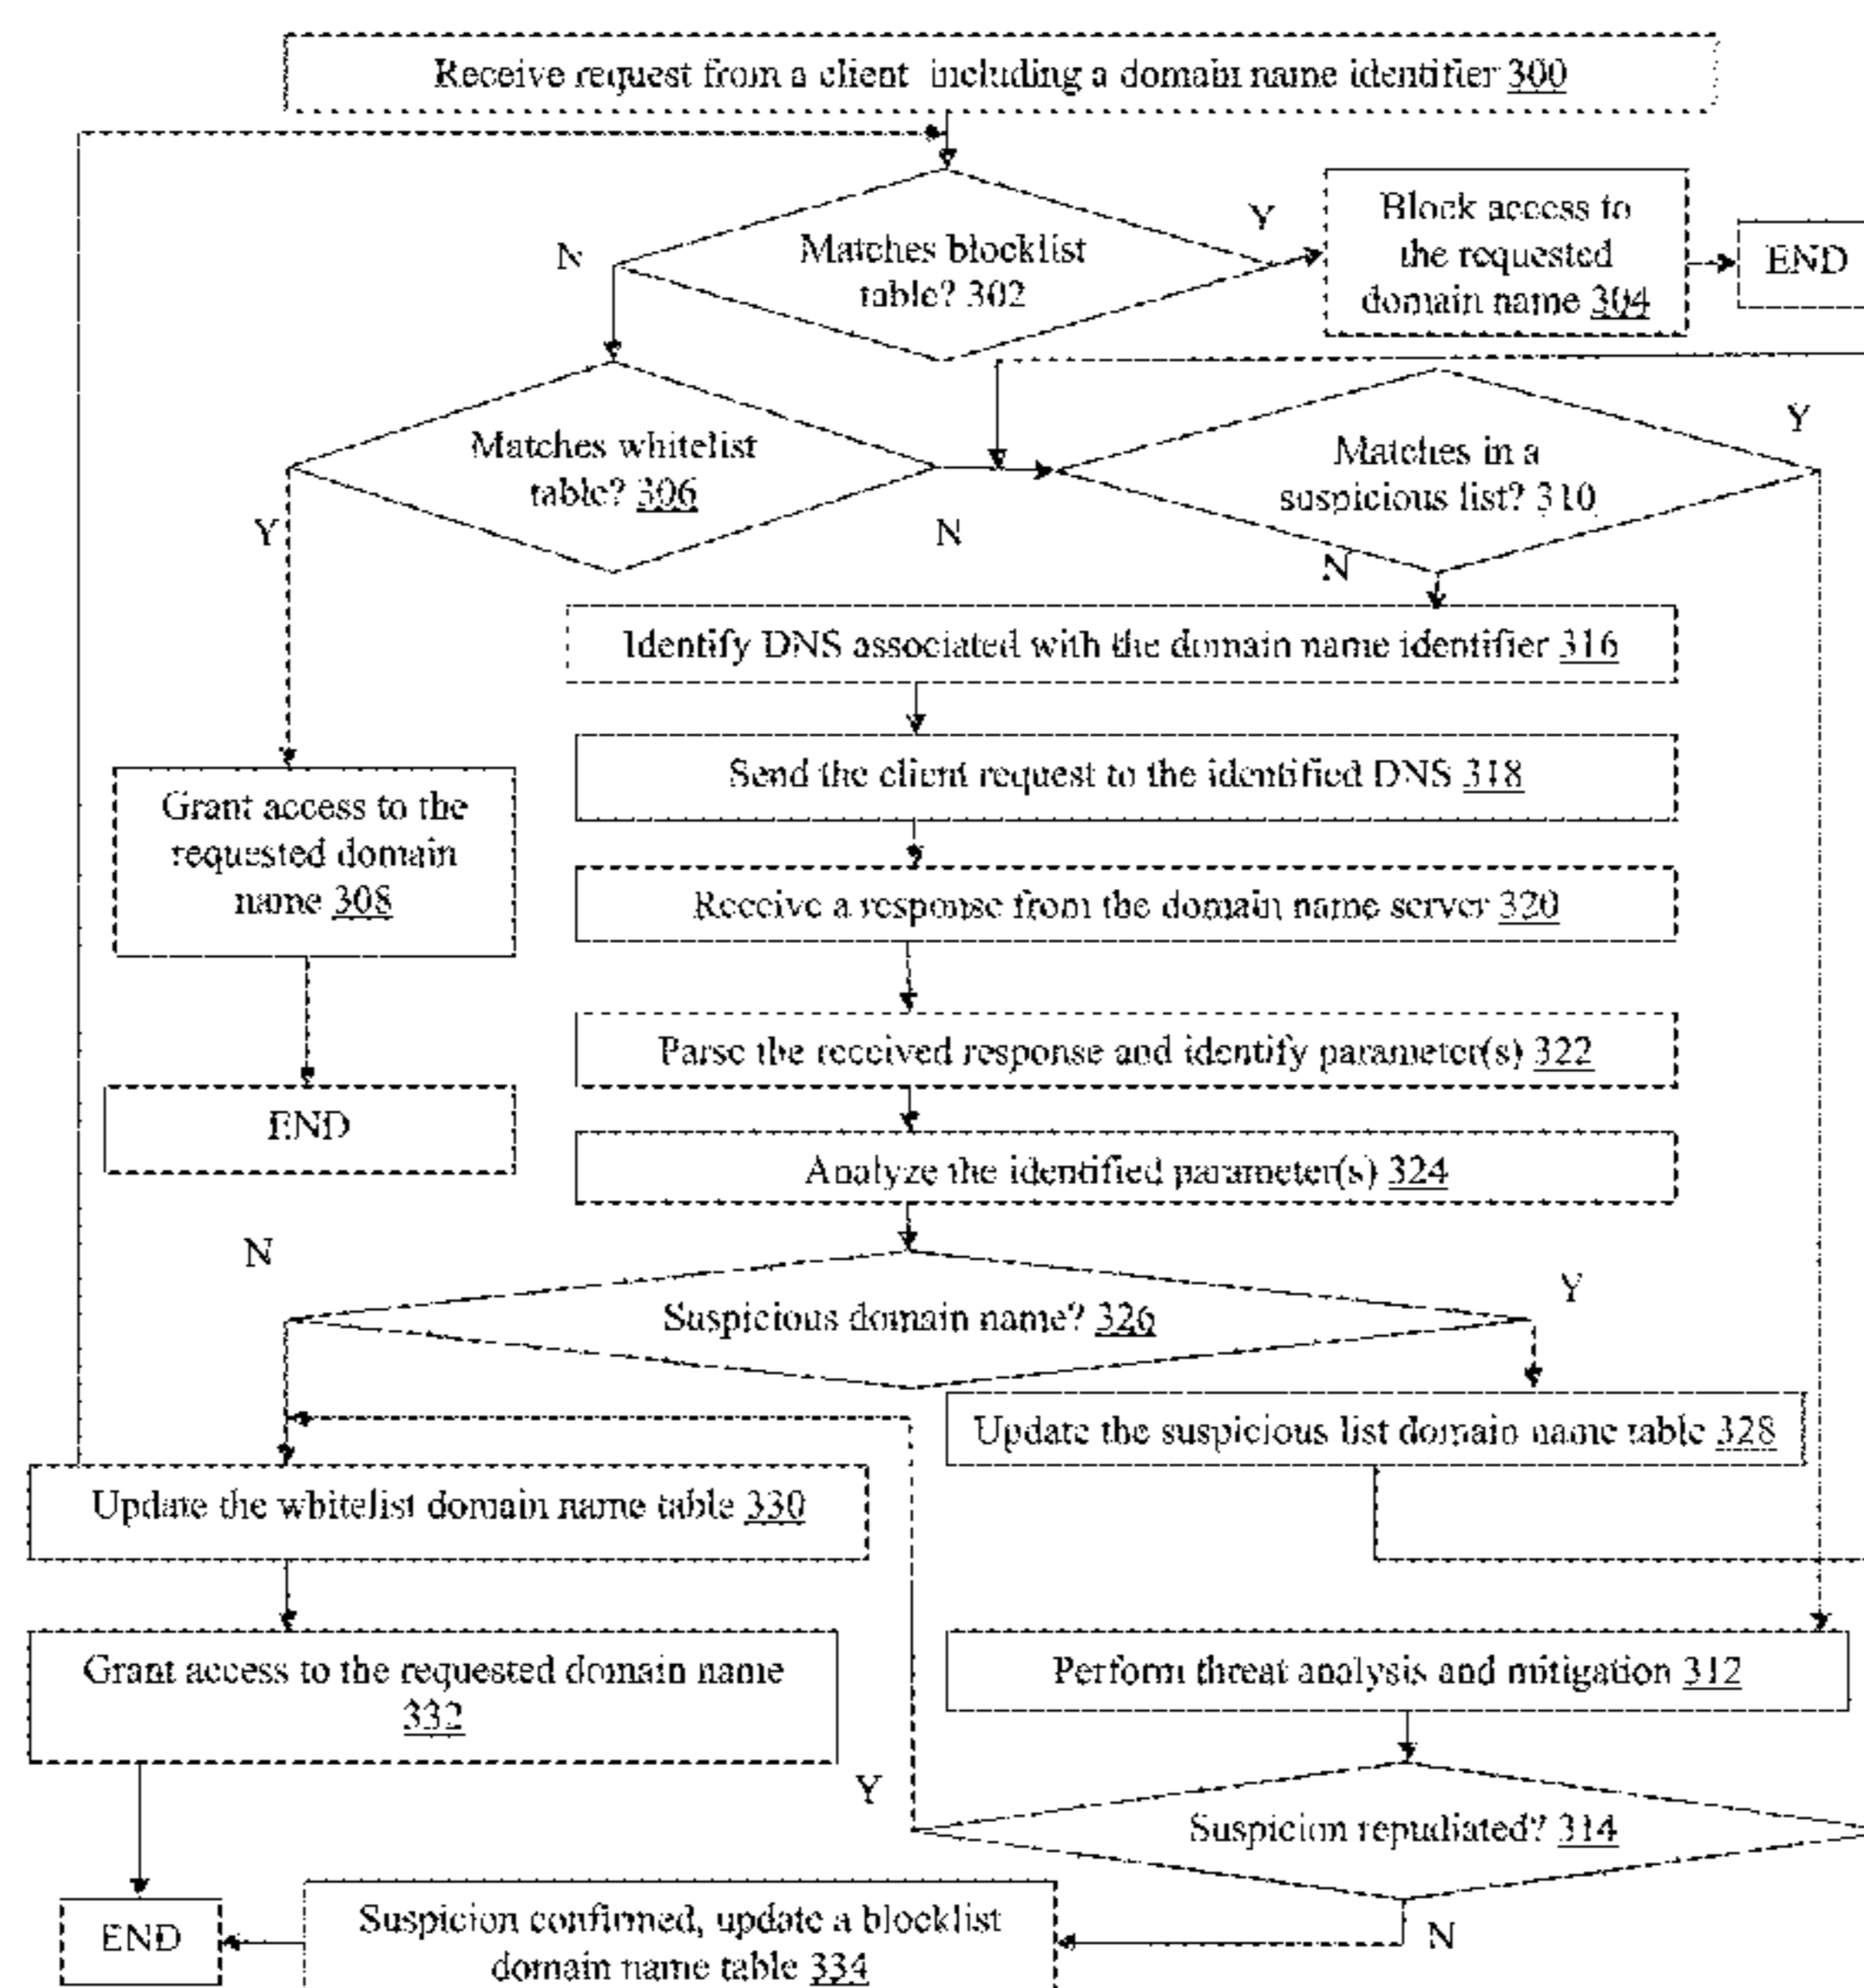 Receive request from a client including a domain name identifier 300
Y
Block access to
the requested
domain name 304
END
N
Matches blocklist
table? 302
Matches whitelist
table? 306
Y
N
Matches in a
suspicious list? 310
Y
N
Identify DNS associated with the domain name identifier 316
Send the client request to the identified DNS 318
Grant access to the
requested domain
name 308
Receive a response from the domain name server 320
Parse the received response and identify parameter(s) 322
END
Analyze the identified parameter(s) 324
N
Y
Suspicious domain name? 326
Update the suspicious list domain name table 328
Update the whitelist domain name table 330
Grant access to the requested domain name
332
Perform threat analysis and mitigation 312
Y
Suspicion repudiated? 314
N
Suspicion confirmed, update a blocklist
domain name table 334
END